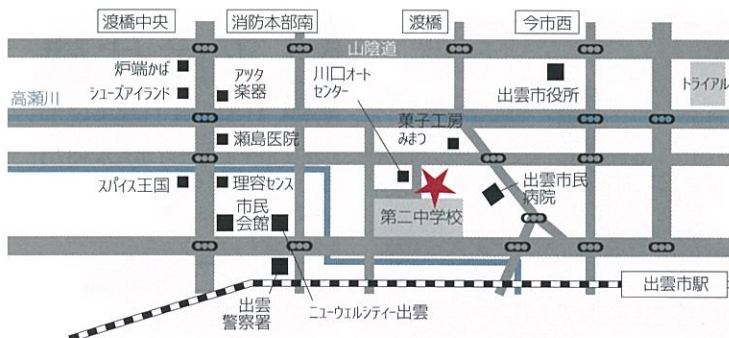 渡橋中央
消防本部南
渡橋
今市西
山陰道
炉端かば
シューズアイランド
アツタ
楽器
川口オート
センター
出雲市役所
トライアル
高瀬川
菓子工房
みまつ
瀬島医院
スパイス王国
理容センス
市民
会館
第二中学校
出雲市民
病院
出雲市駅
出雲
警察署
ニューウェルシティー出雲